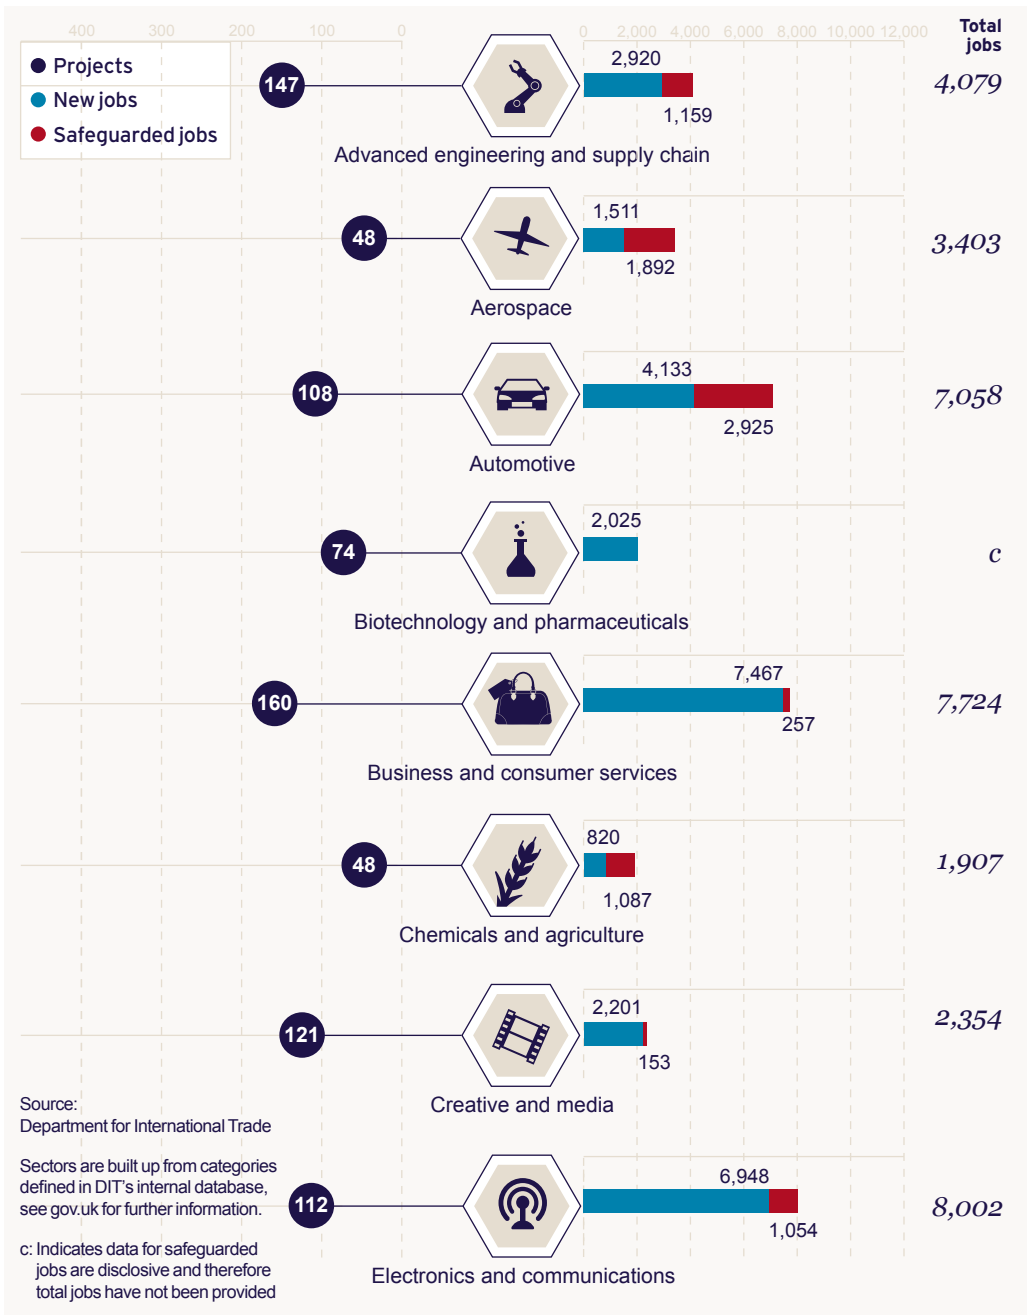 400 300 200 100 0 0 2,000 4,000 6,000 8,000 10,000 12,000
Total
jobs
Projects
New jobs
Safeguarded jobs
147
2,920
1,159
4,079
Advanced engineering and supply chain
48
1,511
1,892
3,403
Aerospace
108
4,133
2,925
7,058
Automotive
74
2,025
c
Biotechnology and pharmaceuticals
160
7,467
257
7,724
Business and consumer services
48
820
1,087
1,907
Chemicals and agriculture
121
2,201
153
2,354
Creative and media
Source:
Department for International Trade
Sectors are built up from categories
defined in DIT's internal database,
see gov.uk for further information.
c: Indicates data for safeguarded
jobs are disclosive and therefore
total jobs have not been provided
112
6,948
1,054
8,002
Electronics and communications